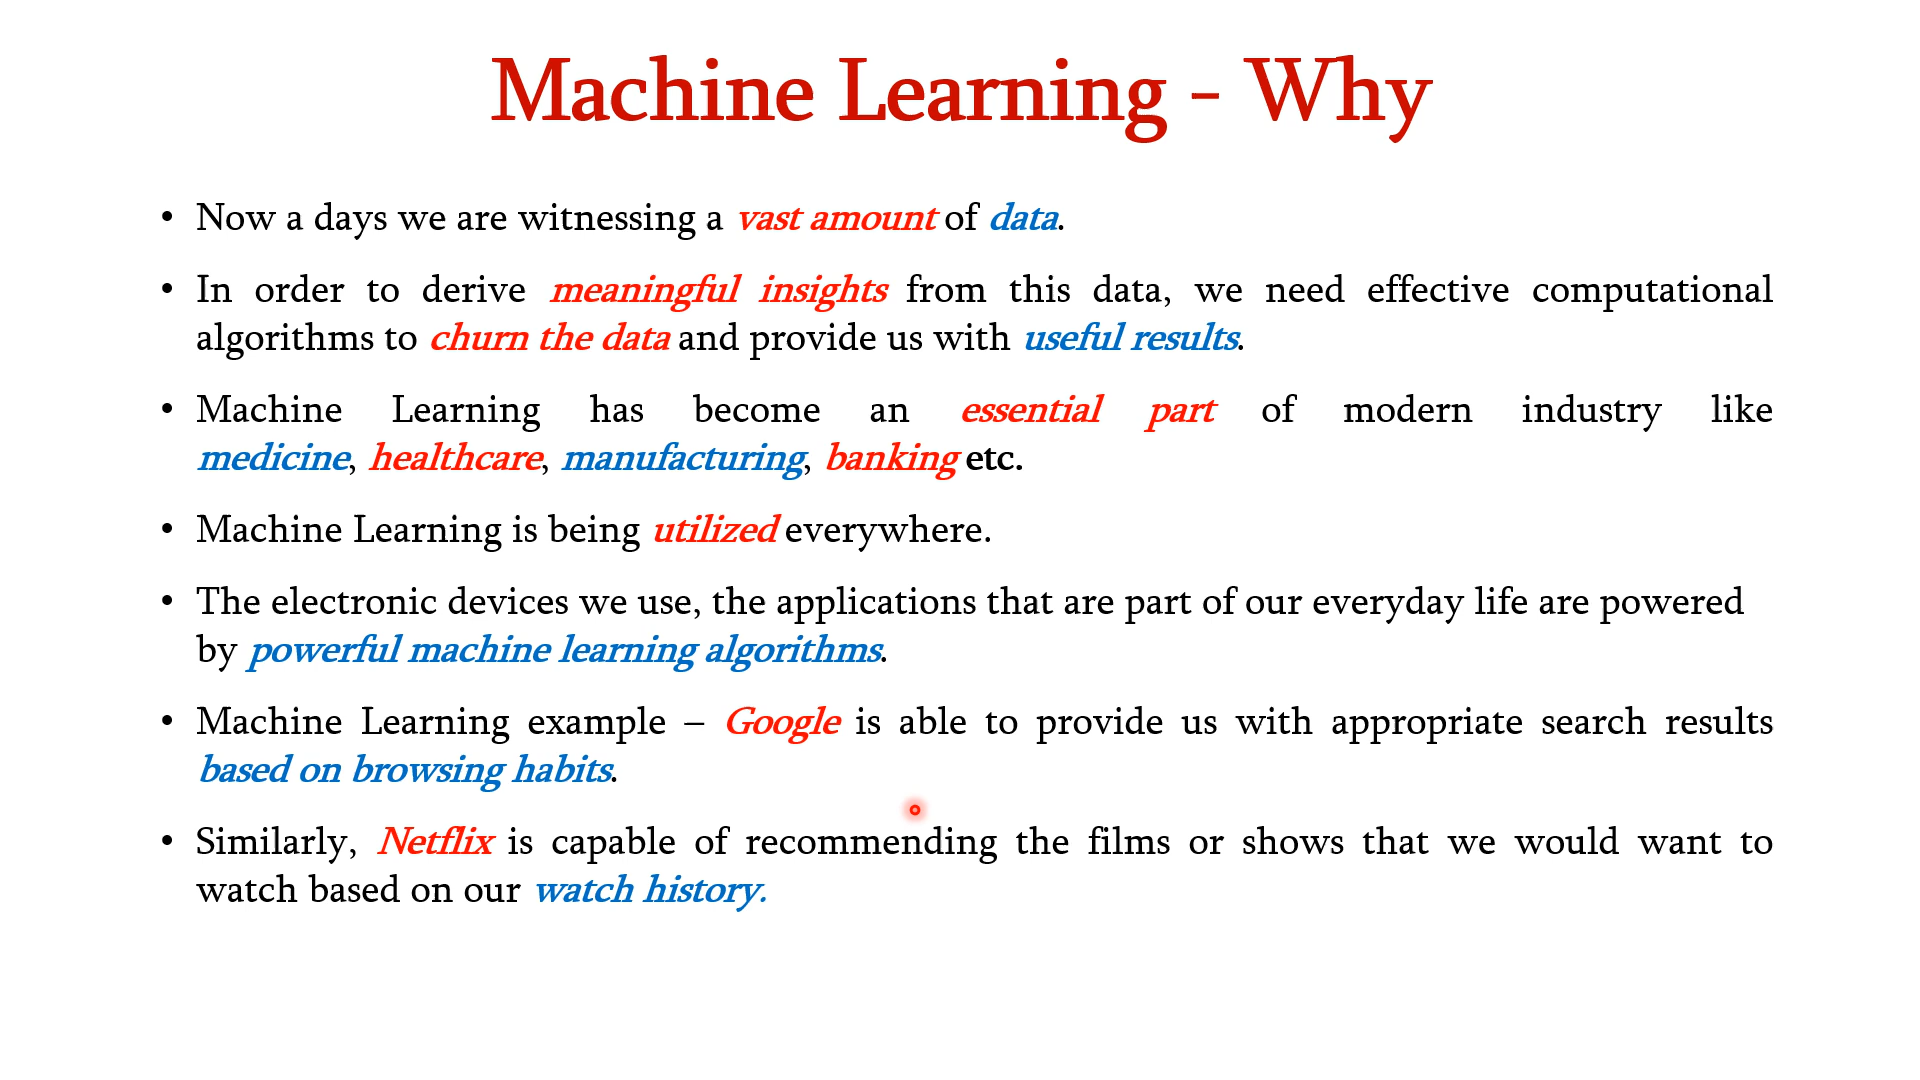 Machine Learning - Why
• Now a days we are witnessing a vast amount of data.
• In order to derive meaningful insights from this data, we need effective computational
algorithms to churn the data and provide us with useful results.
• Machine Learning has become an essential part of modern industry like
medicine, healthcare, manufacturing, banking etc.
• Machine Learning is being utilized everywhere.
• The electronic devices we use, the applications that are part of our everyday life are powered
by powerful machine learning algorithms.
• Machine Learning example – Google is able to provide us with appropriate search results
based on browsing habits.
• Similarly, Netflix is capable of recommending the films or shows that we would want to
watch based on our watch history.